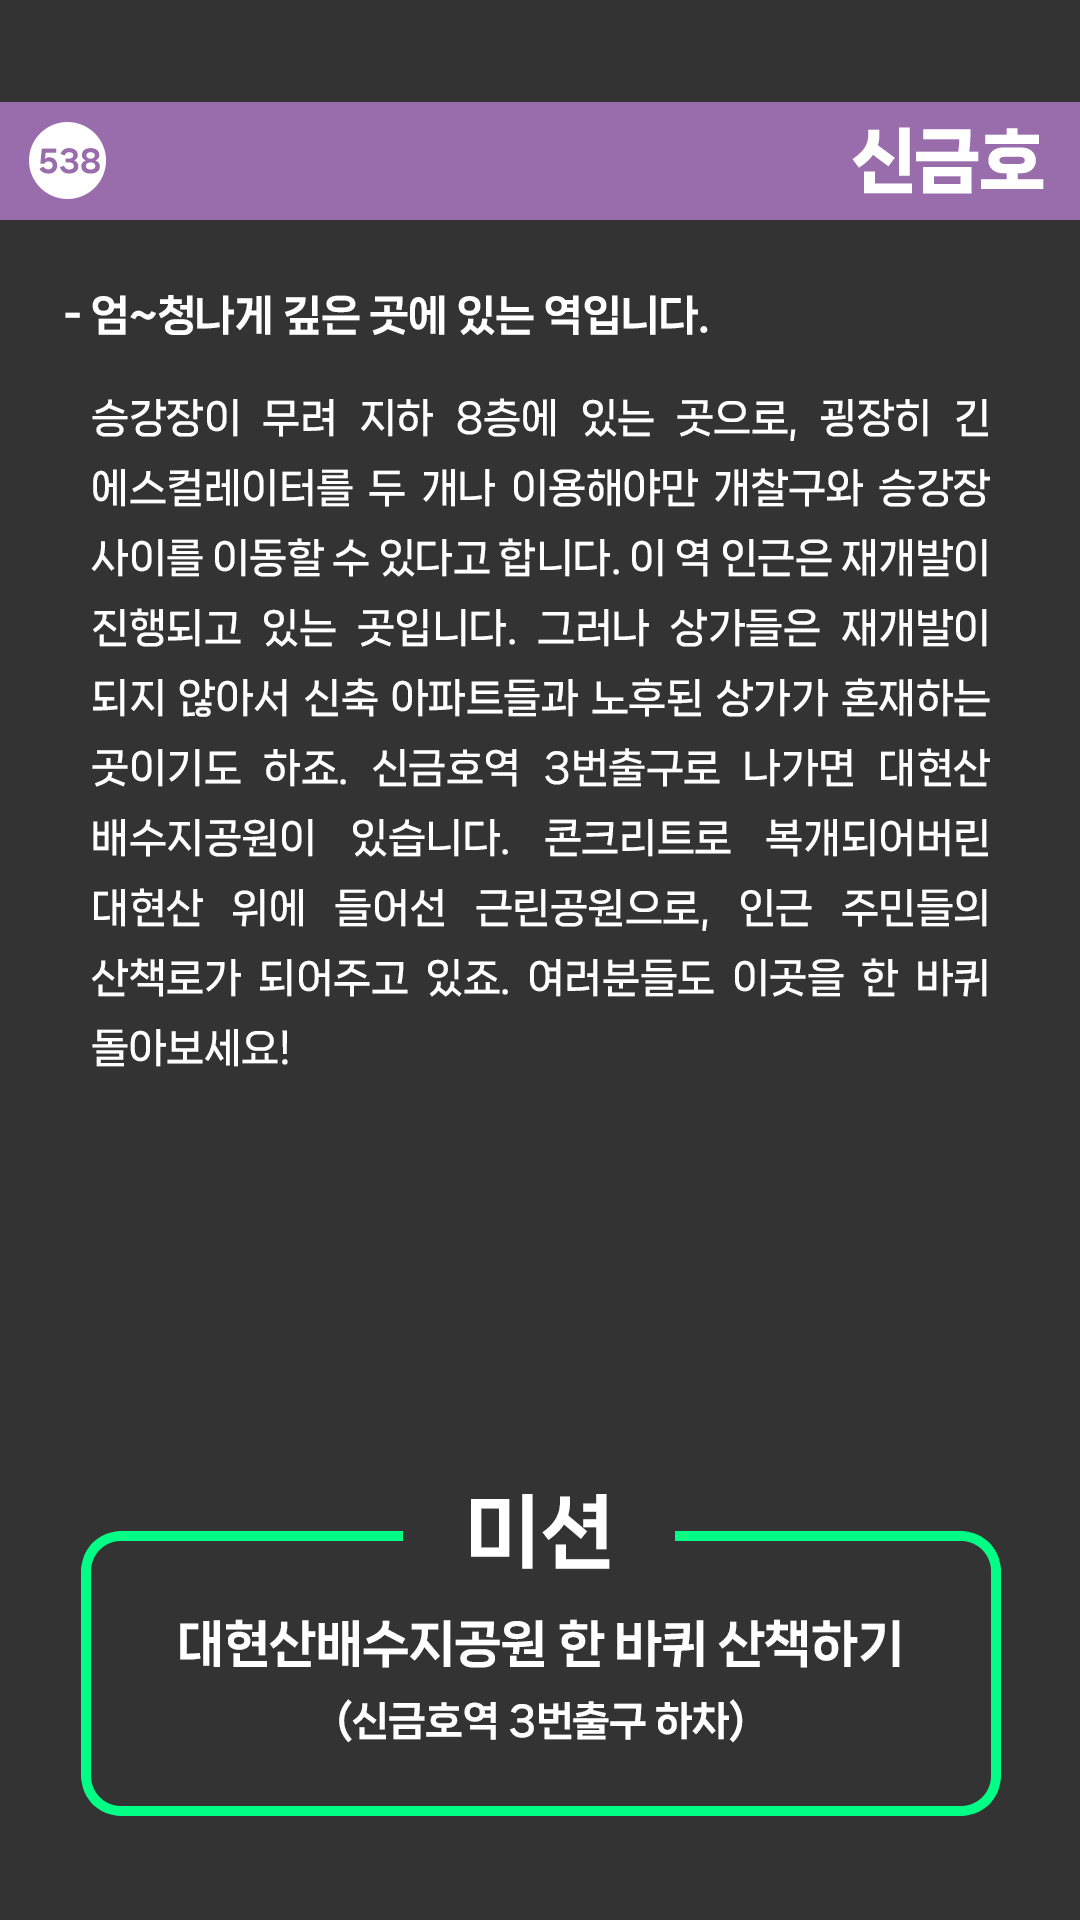 538
신금호
- 엄~청나게 깊은 곳에 있는 역입니다.
승강장이 무려 지하 8층에 있는 곳으로, 굉장히 긴
에스컬레이터를 두 개나 이용해야만 개찰구와 승강장
사이를 이동할 수 있다고 합니다. 이 역 인근은 재개발이
진행되고 있는 곳입니다. 그러나 상가들은 재개발이
되지 않아서 신축 아파트들과 노후된 상가가 혼재하는
곳이기도 하죠. 신금호역 3번출구로 나가면 대현산
배수지공원이 있습니다. 콘크리트로 복개되어버린
대현산 위에 들어선 근린공원으로, 인근 주민들의
산책로가 되어주고 있죠. 여러분들도 이곳을 한 바퀴
돌아보세요!
미션
대현산배수지공원 한 바퀴 산책하기
(신금호역 3번출구 하차)